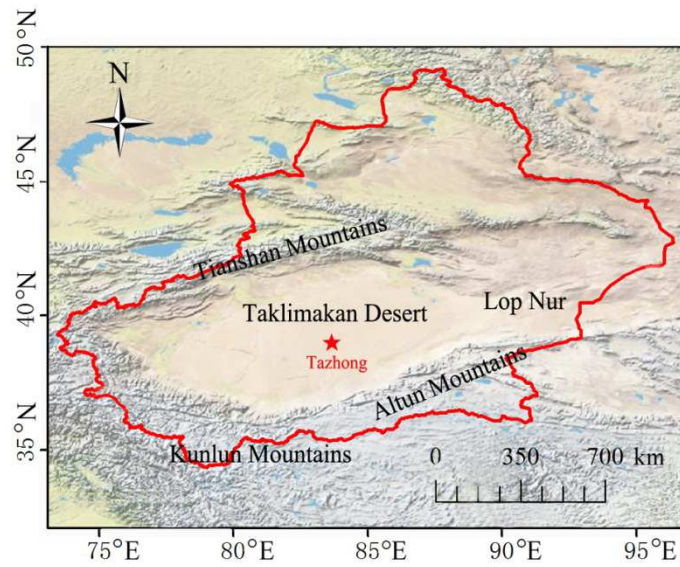 50°N
N
45°N
Tianshan Mountains
Lop Nur
40°N
Taklimakan Desert
Tazhong
Altun Mountains
35°N
Kunlun Mountains
0 350 700 km
75°E 80°E 85°E 90°E 95°E